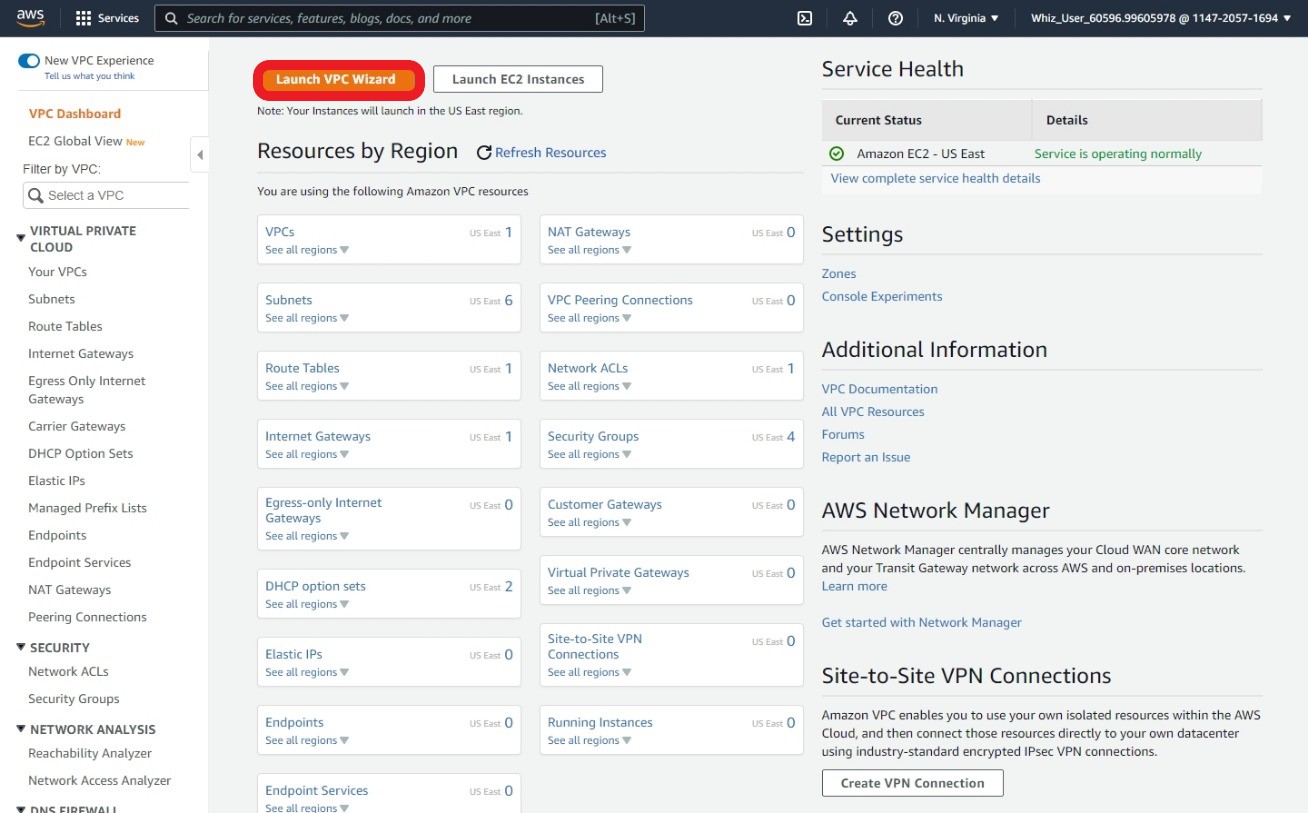 aws
Services
Search for services, features, blogs, docs, and more
[Alt+S]
N. Virginia ▼
Whiz_User_60596.99605978 @ 1147-2057-1694 ▼
New VPC Experience
Tell us what you think
VPC Dashboard
EC2 Global View New
Filter by VPC:
Select a VPC
VIRTUAL PRIVATE
CLOUD
Your VPCs
Subnets
Route Tables
Internet Gateways
Egress Only Internet
Gateways
Carrier Gateways
DHCP Option Sets
Elastic IPs
Managed Prefix Lists
Endpoints
Endpoint Services
NAT Gateways
Peering Connections
SECURITY
Network ACLs
Security Groups
NETWORK ANALYSIS
Reachability Analyzer
Network Access Analyzer
DNS FIREWALL
Launch VPC Wizard
Launch EC2 Instances
Note: Your Instances will launch in the US East region.
Resources by Region
Refresh Resources
You are using the following Amazon VPC resources
VPCs US East 1
See all regions ▼
Subnets US East 6
See all regions ▼
Route Tables US East 1
See all regions ▼
Internet Gateways US East 1
See all regions ▼
Egress-only Internet US East 0
Gateways
See all regions ▼
DHCP option sets US East 2
See all regions ▼
Elastic IPs US East 0
See all regions ▼
Endpoints US East 0
See all regions ▼
Endpoint Services US East 0
See all regions ▼
NAT Gateways US East 0
See all regions ▼
VPC Peering Connections US East 0
See all regions ▼
Network ACLs US East 1
See all regions ▼
Security Groups US East 4
See all regions ▼
Customer Gateways US East 0
See all regions ▼
Virtual Private Gateways US East 0
See all regions ▼
Site-to-Site VPN US East 0
Connections
See all regions ▼
Running Instances US East 0
See all regions ▼
Service Health
Current Status Details
Amazon EC2 - US East Service is operating normally
View complete service health details
Settings
Zones
Console Experiments
Additional Information
VPC Documentation
All VPC Resources
Forums
Report an Issue
AWS Network Manager
AWS Network Manager centrally manages your Cloud WAN core network
and your Transit Gateway network across AWS and on-premises locations.
Learn more
Get started with Network Manager
Site-to-Site VPN Connections
Amazon VPC enables you to use your own isolated resources within the AWS
Cloud, and then connect those resources directly to your own datacenter
using industry-standard encrypted IPsec VPN connections.
Create VPN Connection